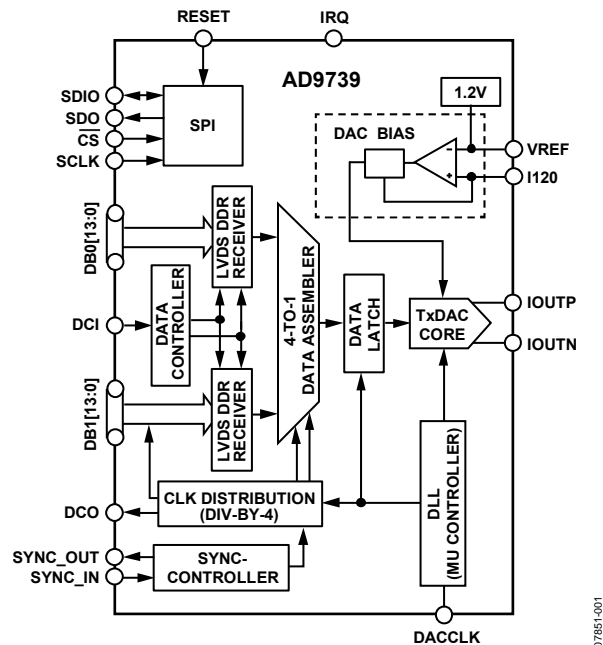 RESET
IRQ
AD9739
1.2V
SDIO
SDO
CS
SCLK
SPI
DAC BIAS
–
+
VREF
I120
DB0[13:0]
LVDS DDR
RECEIVER
4-TO-1
DATA ASSEMBLER
DCI
DATA
CONTROLLER
DATA
LATCH
TxDAC
CORE
IOUTP
IOUTN
DB1[13:0]
LVDS DDR
RECEIVER
DCO
CLK DISTRIBUTION
(DIV-BY-4)
DLL
(MU CONTROLLER)
SYNC_OUT
SYNC_IN
SYNC-
CONTROLLER
DACCLK
07851-001